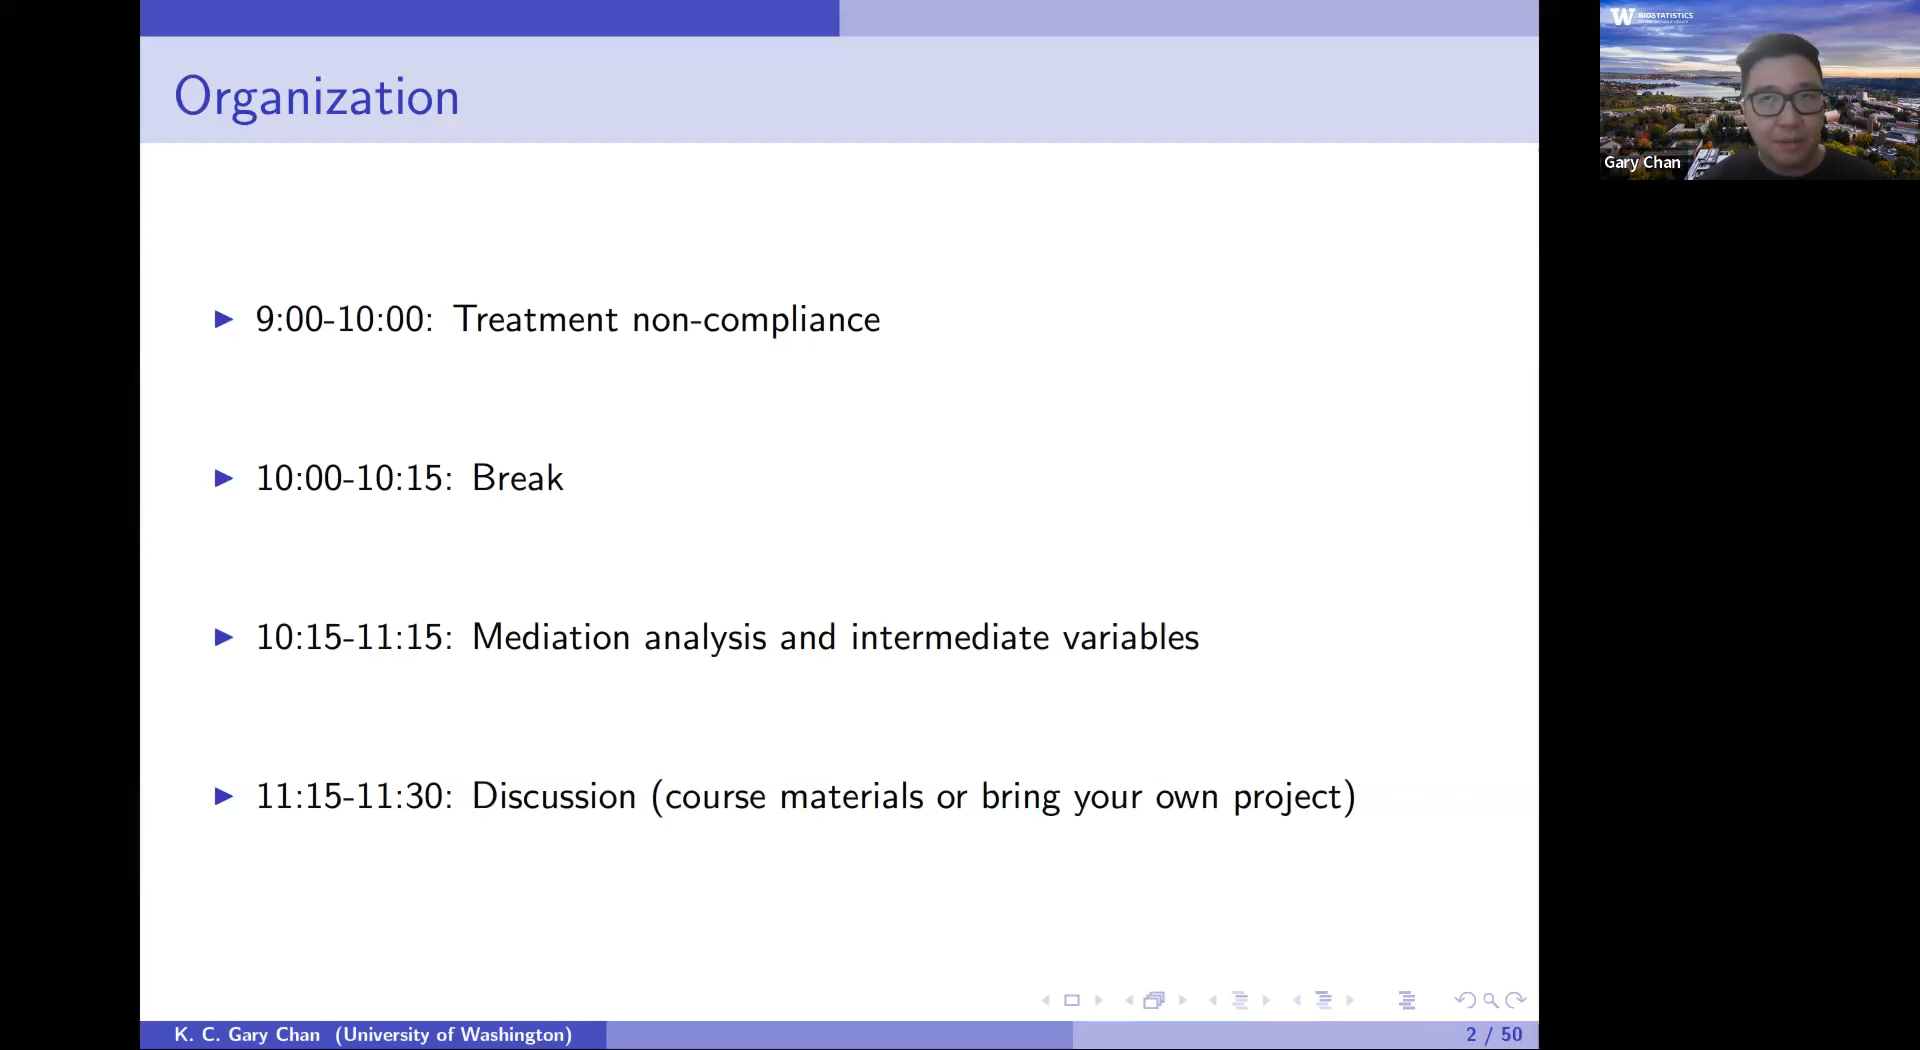 Organization
9:00-10:00: Treatment non-compliance
10:00-10:15: Break
10:15-11:15: Mediation analysis and intermediate variables
11:15-11:30: Discussion (course materials or bring your own project)
K. C. Gary Chan (University of Washington)
2 / 50
W BIOSTATISTICS
Gary Chan